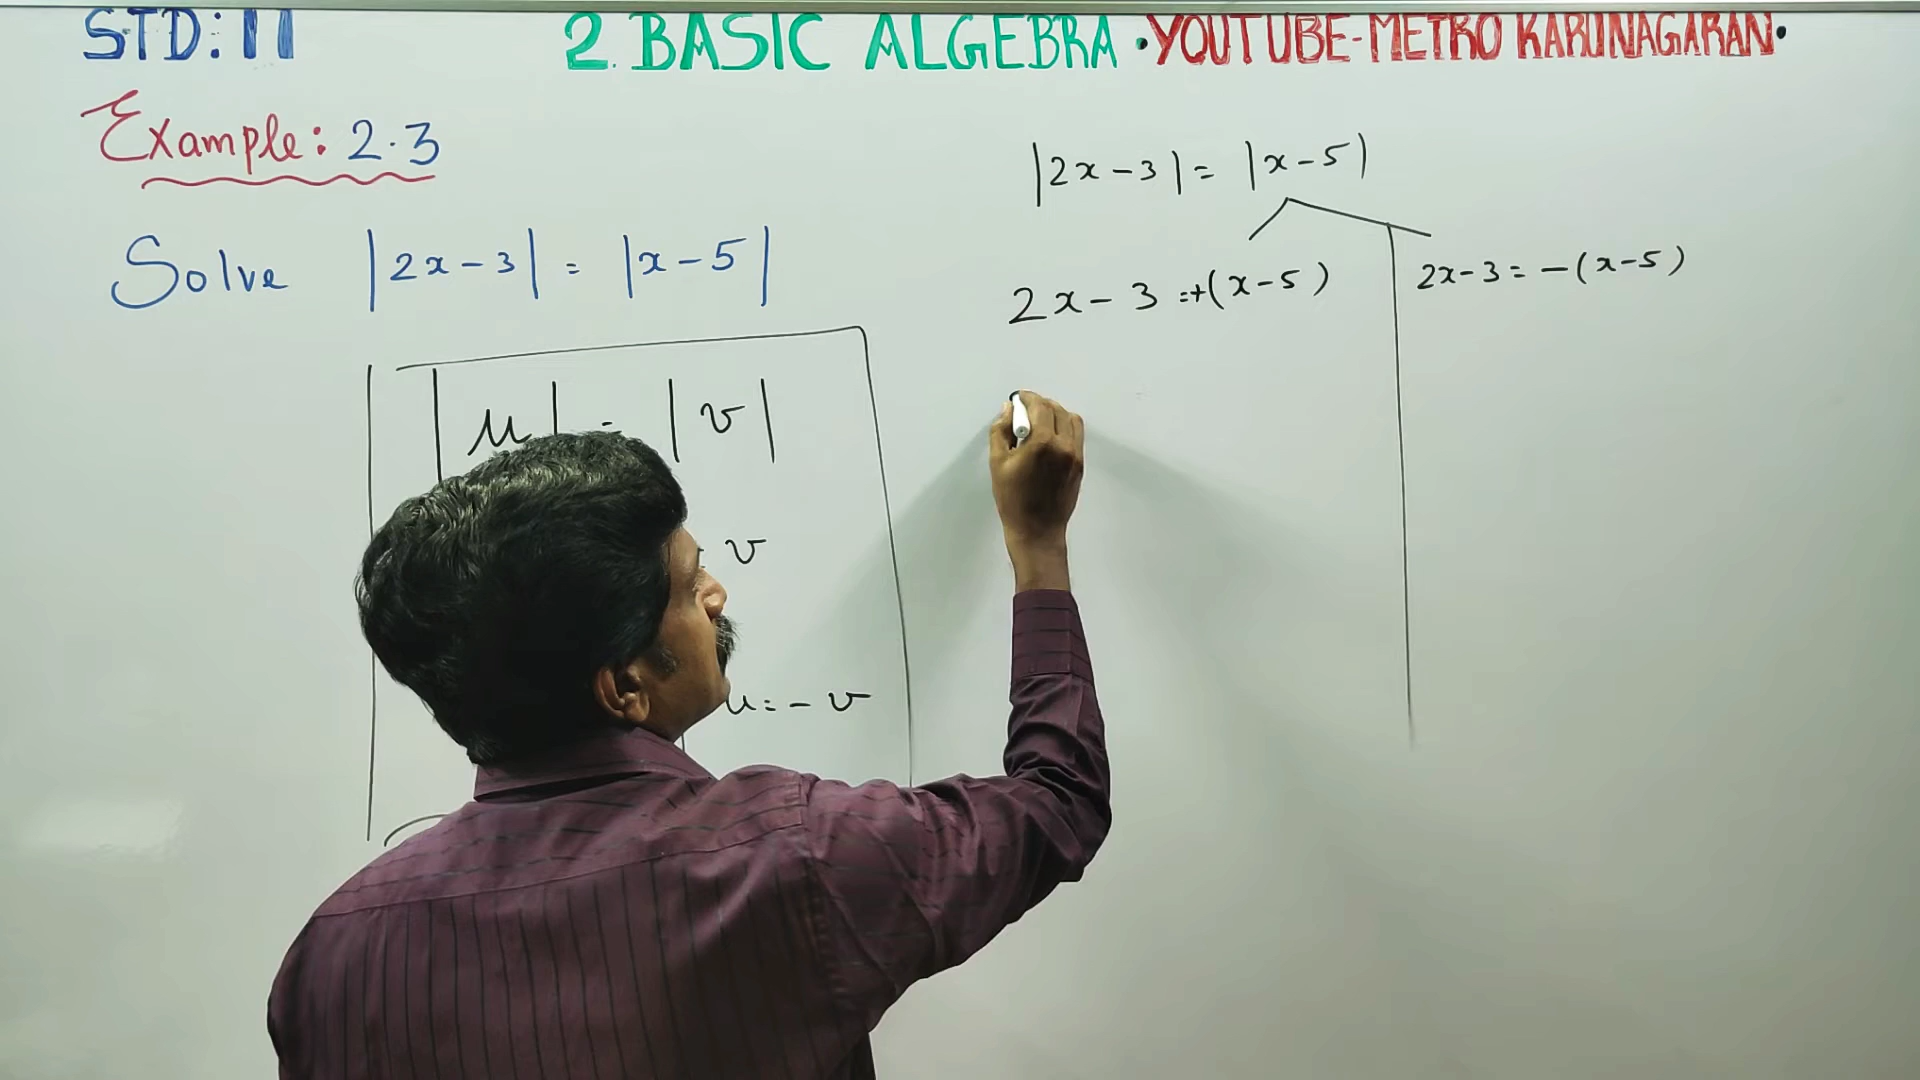 STD: 11
2. BASIC ALGEBRA • YOUTUBE-METRO KARUNAGARAN •
Example: 2.3
Solve |2x-3| = |x-5|
|u| = |v|
v
u = - v
|2x-3| = |x-5|
2x-3 = +(x-5)
2x-3 = -(x-5)